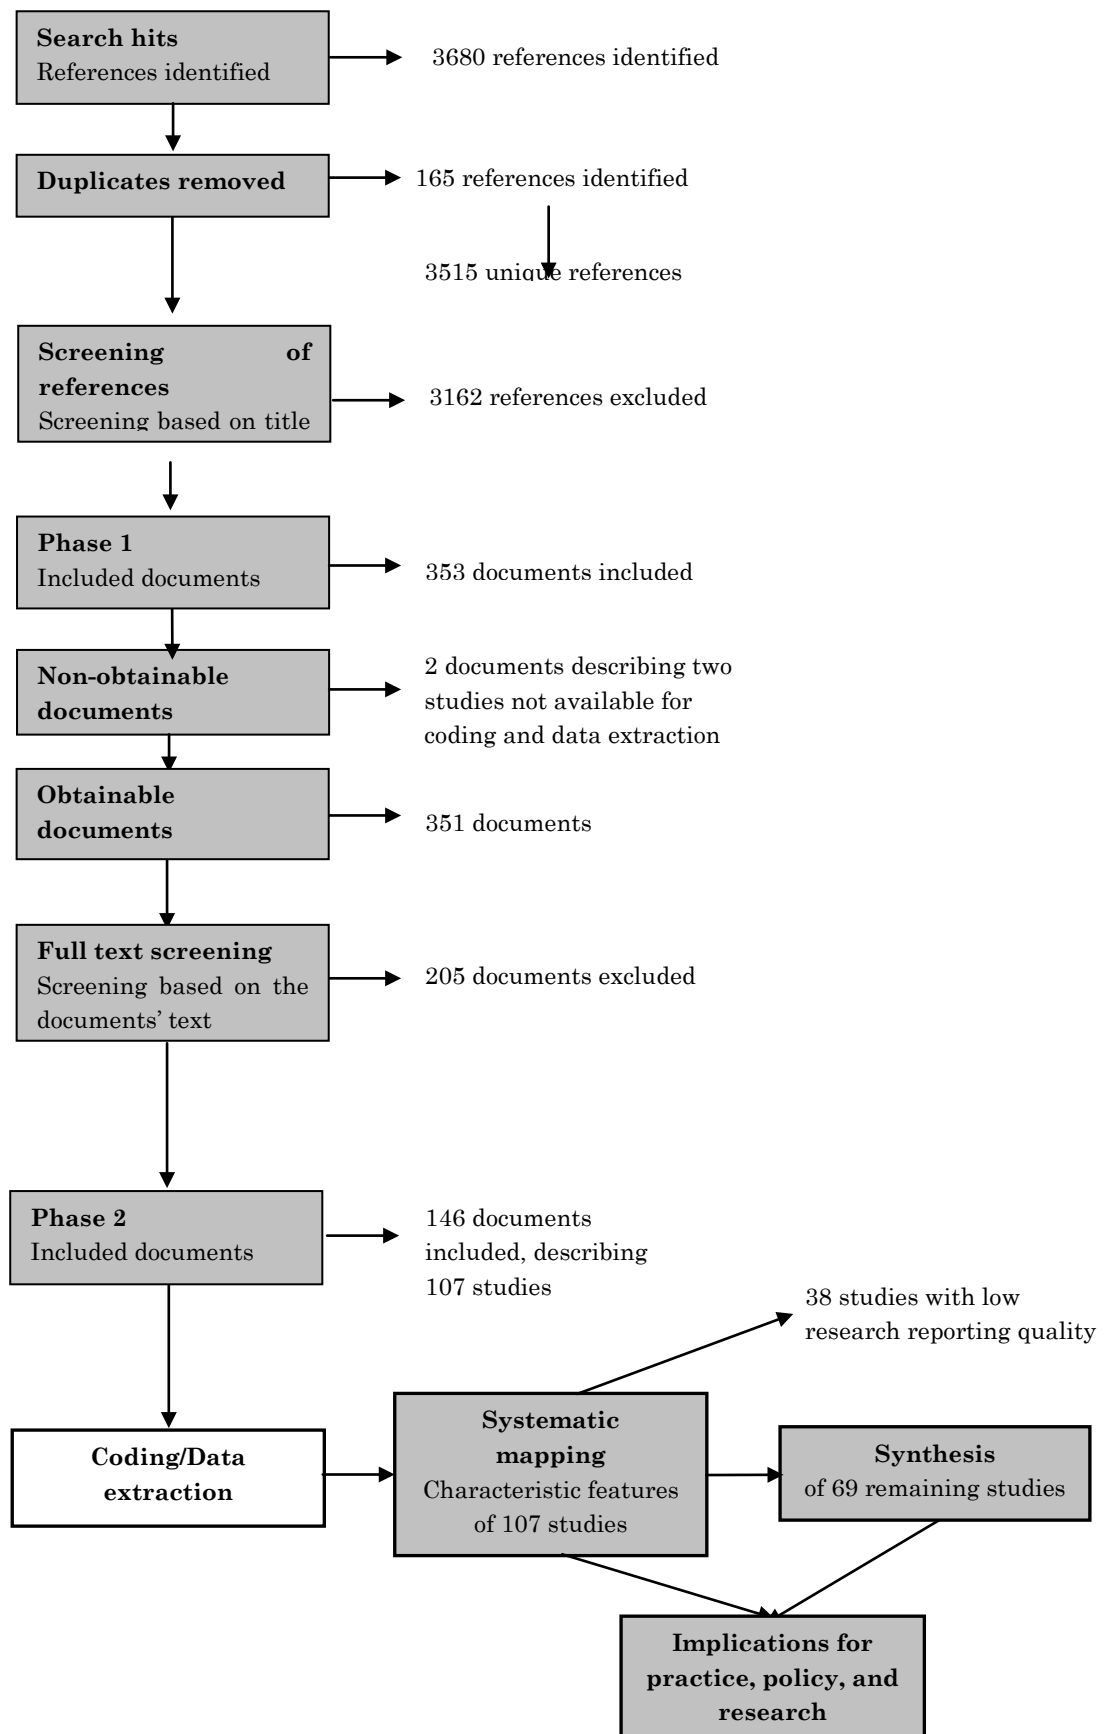 Search hits
References identified
3680 references identified
Duplicates removed
165 references identified
3515 unique references
Screening of
references
Screening based on title
3162 references excluded
Phase 1
Included documents
353 documents included
Non-obtainable
documents
2 documents describing two
studies not available for
coding and data extraction
Obtainable
documents
351 documents
Full text screening
Screening based on the
documents’ text
205 documents excluded
Phase 2
Included documents
146 documents
included, describing
107 studies
38 studies with low
research reporting quality
Coding/Data
extraction
Systematic
mapping
Characteristic features
of 107 studies
Synthesis
of 69 remaining studies
Implications for
practice, policy, and
research